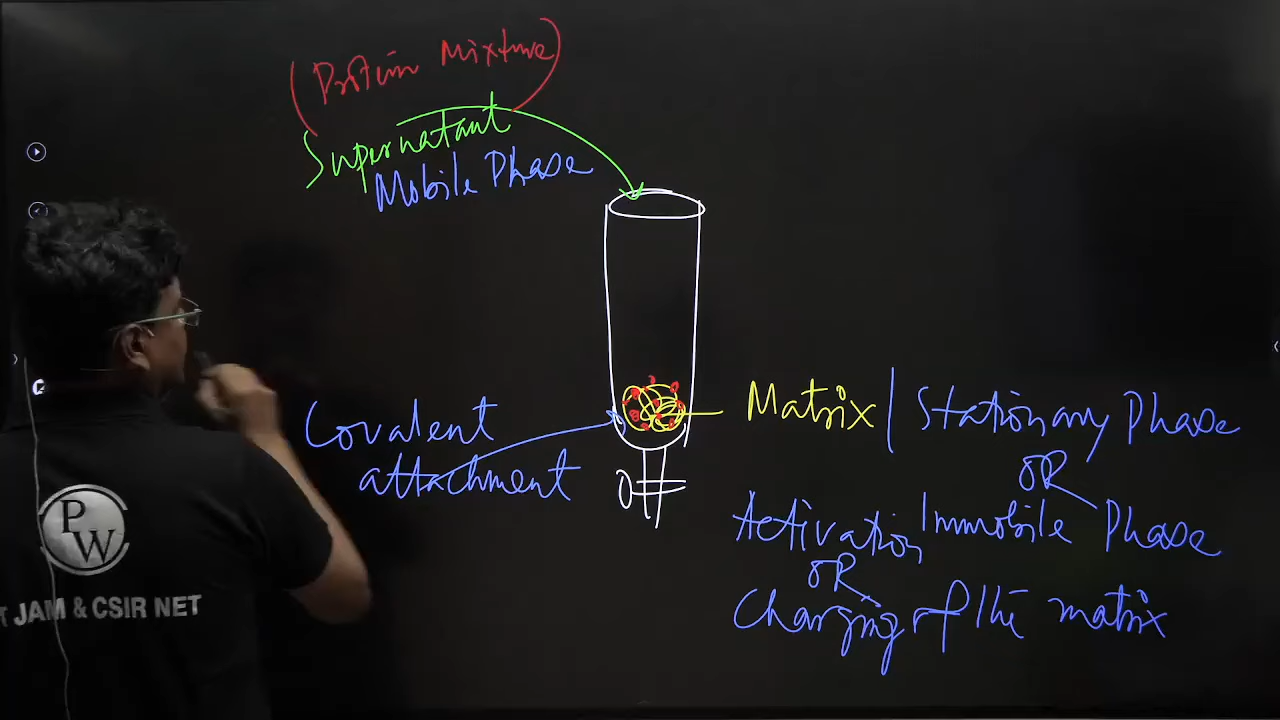 (Protein Mixture)
Supernatant
Mobile Phase
Matrix / Stationary Phase
OR
Immobile Phase
Covalent
attachment
Activation
OR
Charging of the matrix
PW
T JAM & CSIR NET